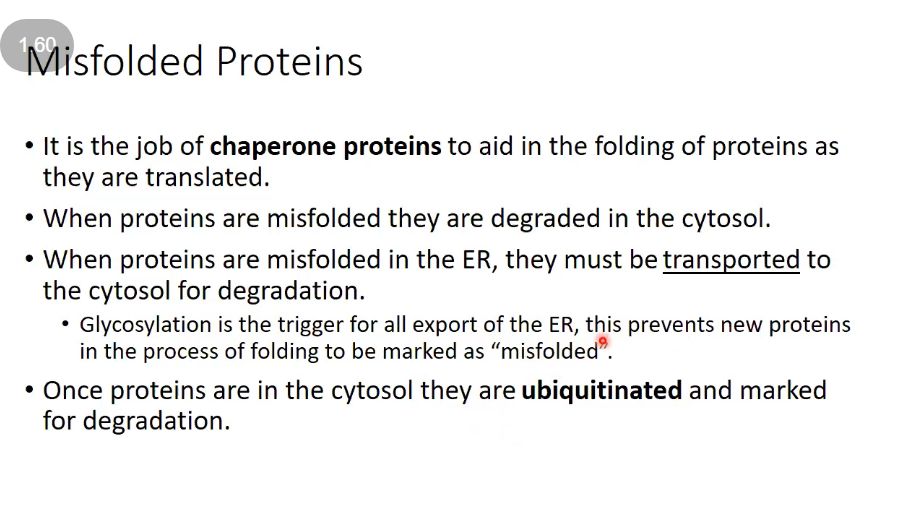 1.60
Misfolded Proteins
• It is the job of chaperone proteins to aid in the folding of proteins as
they are translated.
• When proteins are misfolded they are degraded in the cytosol.
• When proteins are misfolded in the ER, they must be transported to
the cytosol for degradation.
• Glycosylation is the trigger for all export of the ER, this prevents new proteins
in the process of folding to be marked as “misfolded”.
• Once proteins are in the cytosol they are ubiquitinated and marked
for degradation.